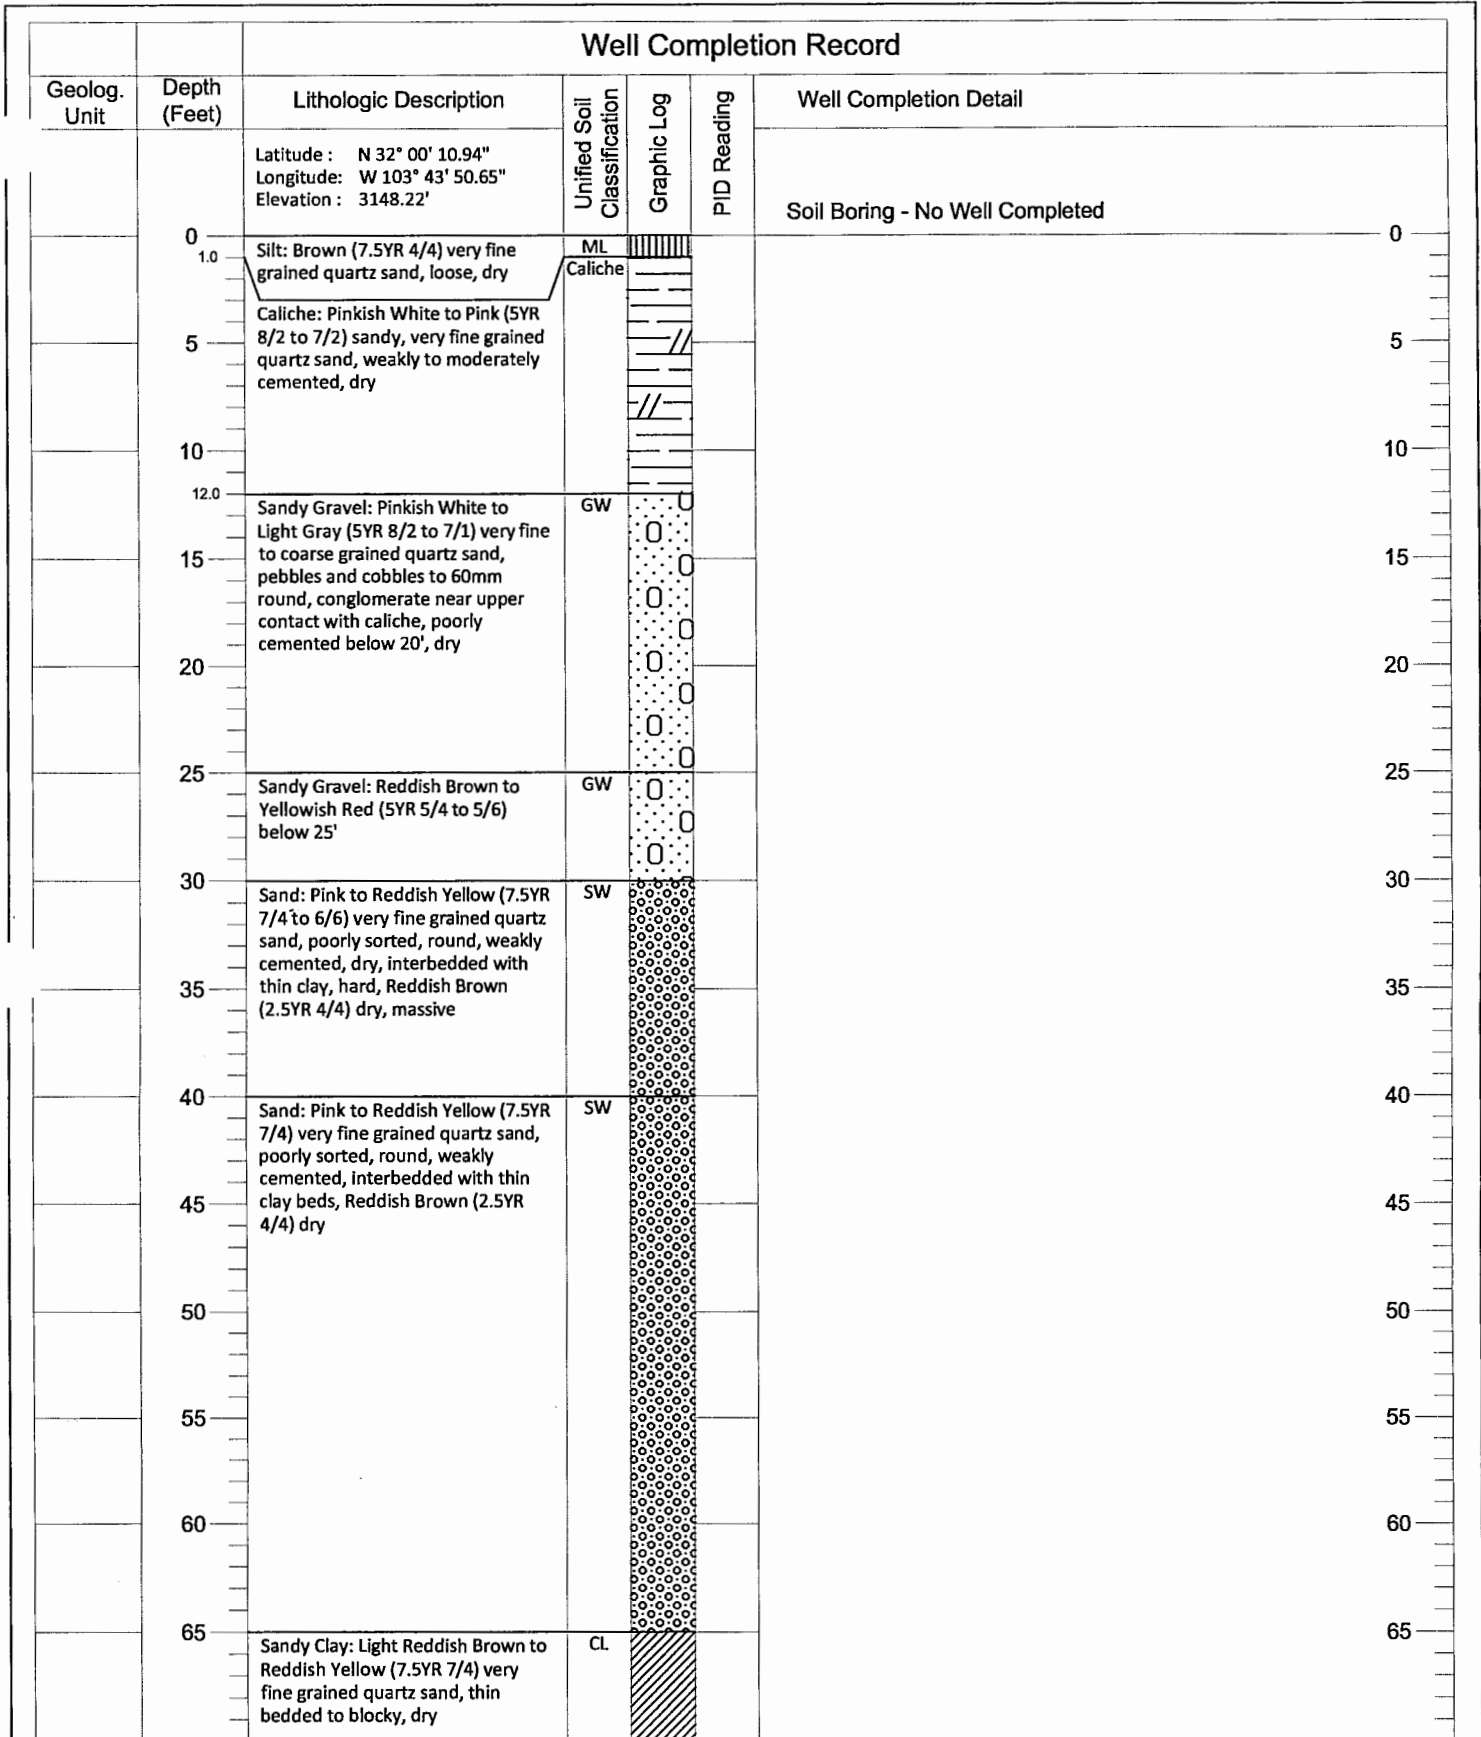 Well Completion Record
Geolog.
Unit
Depth
(Feet)
Lithologic Description
Unified Soil
Classification
Graphic Log
PID Reading
Well Completion Detail
Latitude : N 32° 00' 10.94"
Longitude: W 103° 43' 50.65"
Elevation : 3148.22'
Soil Boring - No Well Completed
0
0
1.0
Silt: Brown (7.5YR 4/4) very fine
grained quartz sand, loose, dry
ML
Caliche
Caliche: Pinkish White to Pink (5YR
8/2 to 7/2) sandy, very fine grained
quartz sand, weakly to moderately
cemented, dry
5
5
10
10
12.0
Sandy Gravel: Pinkish White to
Light Gray (5YR 8/2 to 7/1) very fine
to coarse grained quartz sand,
pebbles and cobbles to 60mm
round, conglomerate near upper
contact with caliche, poorly
cemented below 20', dry
GW
15
15
20
20
25
25
Sandy Gravel: Reddish Brown to
Yellowish Red (5YR 5/4 to 5/6)
below 25'
GW
30
30
Sand: Pink to Reddish Yellow (7.5YR
7/4 to 6/6) very fine grained quartz
sand, poorly sorted, round, weakly
cemented, dry, interbedded with
thin clay, hard, Reddish Brown
(2.5YR 4/4) dry, massive
SW
35
35
40
40
Sand: Pink to Reddish Yellow (7.5YR
7/4) very fine grained quartz sand,
poorly sorted, round, weakly
cemented, interbedded with thin
clay beds, Reddish Brown (2.5YR
4/4) dry
SW
45
45
50
50
55
55
60
60
65
65
Sandy Clay: Light Reddish Brown to
Reddish Yellow (7.5YR 7/4) very
fine grained quartz sand, thin
bedded to blocky, dry
CL